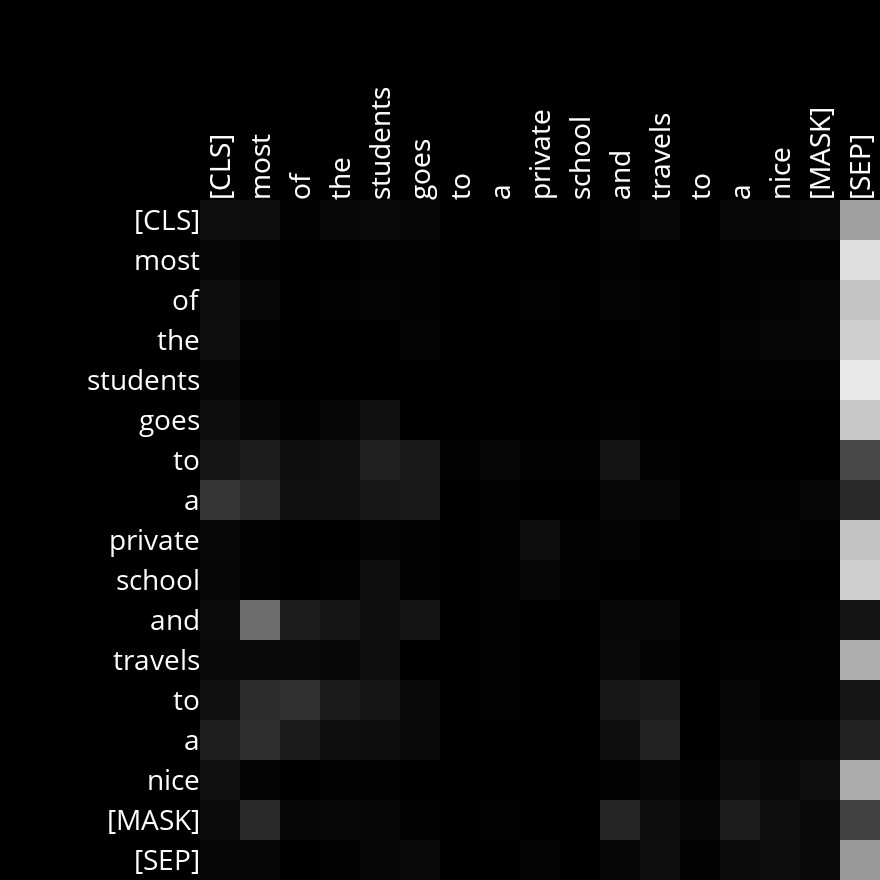 [CLS] most of the students goes to a private school and travels to a nice [MASK] [SEP]
[CLS]
most
of
the
students
goes
to
a
private
school
and
travels
to
a
nice
[MASK]
[SEP]